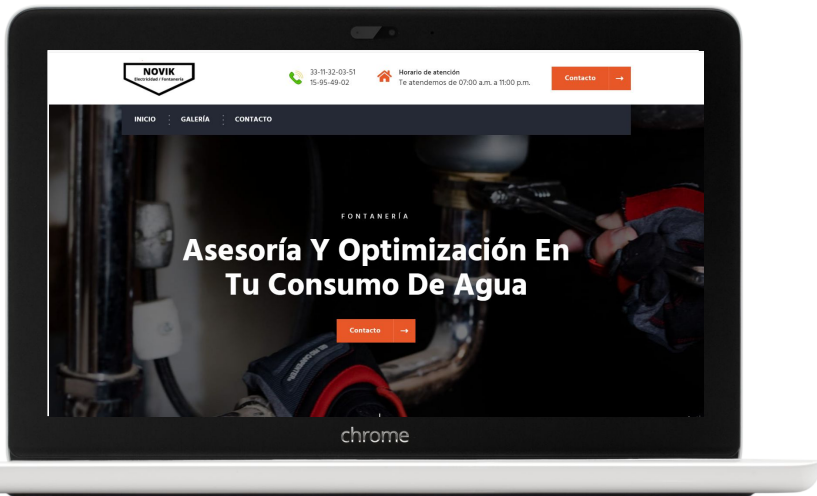 NOVIK
Electricidad / Fontanería
33-11-32-03-51
15-95-49-02
Horario de atención
Te atendemos de 07:00 a.m. a 11:00 p.m.
Contacto →
INICIO
GALERÍA
CONTACTO
FONTANERÍA
Asesoría Y Optimización En
Tu Consumo De Agua
Contacto →
chrome